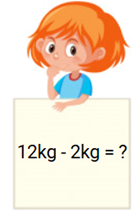 12kg - 2kg = ?